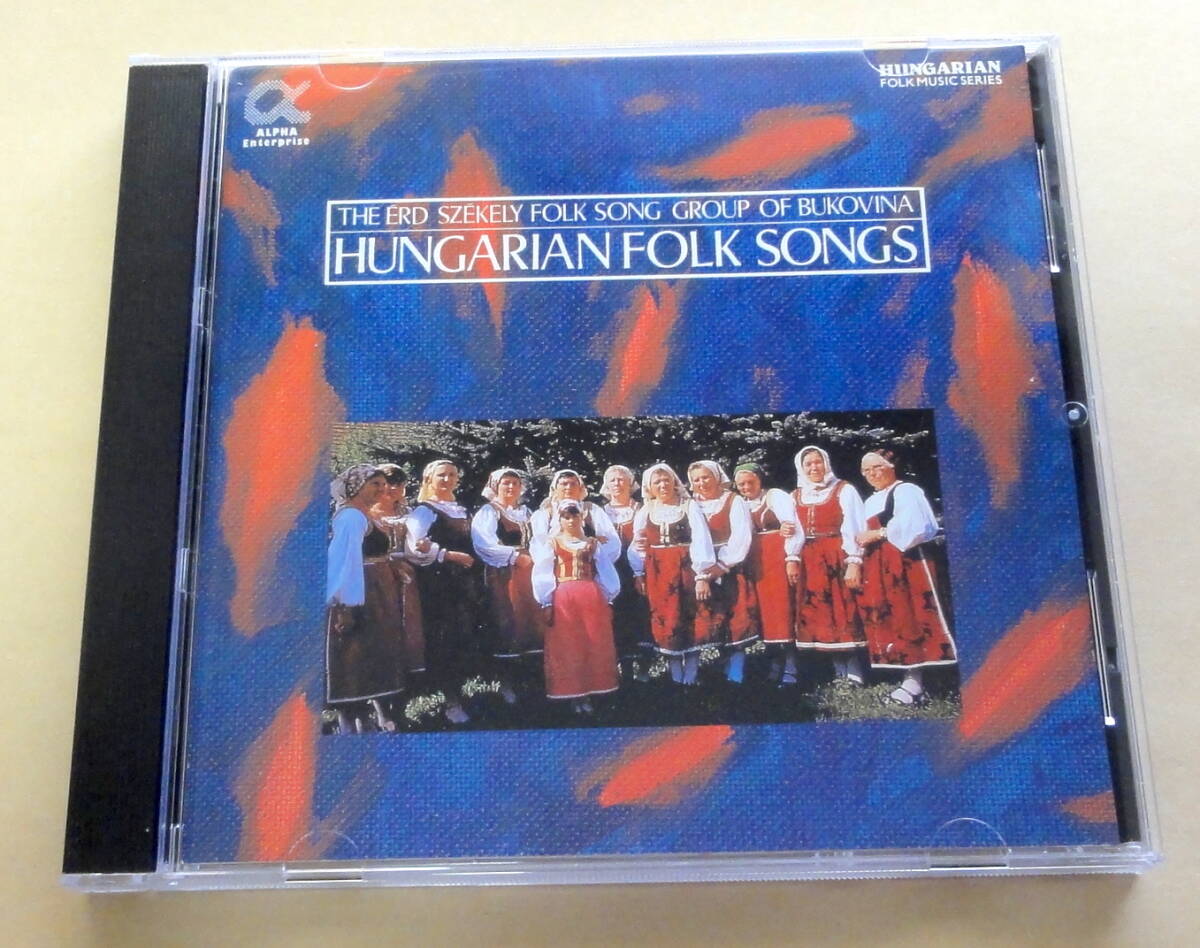 ALPHA
Enterprise
HUNGARIAN
FOLK MUSIC SERIES
THE ÉRD SZÉKELY FOLK SONG GROUP OF BUKOVINA
HUNGARIAN FOLK SONGS